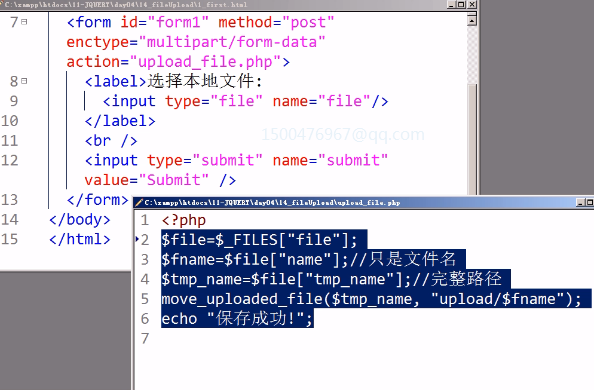 C:\xampp\htdocs\11-JQUERT\day04\14_fileUpload\1_first.html
7 <form id="form1" method="post"
enctype="multipart/form-data"
action="upload_file.php">
8 <label>选择本地文件:
9 <input type="file" name="file"/>
10 </label>
11 <br />
12 <input type="submit" name="submit"
value="Submit" />
13 </form>
14 </body>
15 </html>
1500476967@qq.com
C:\xampp\htdocs\11-JQUERT\day04\14_fileUpload\upload_file.php
1 <?php
2 $file=$_FILES["file"];
3 $fname=$file["name"];//只是文件名
4 $tmp_name=$file["tmp_name"];//完整路径
5 move_uploaded_file($tmp_name, "upload/$fname");
6 echo "保存成功!";
7